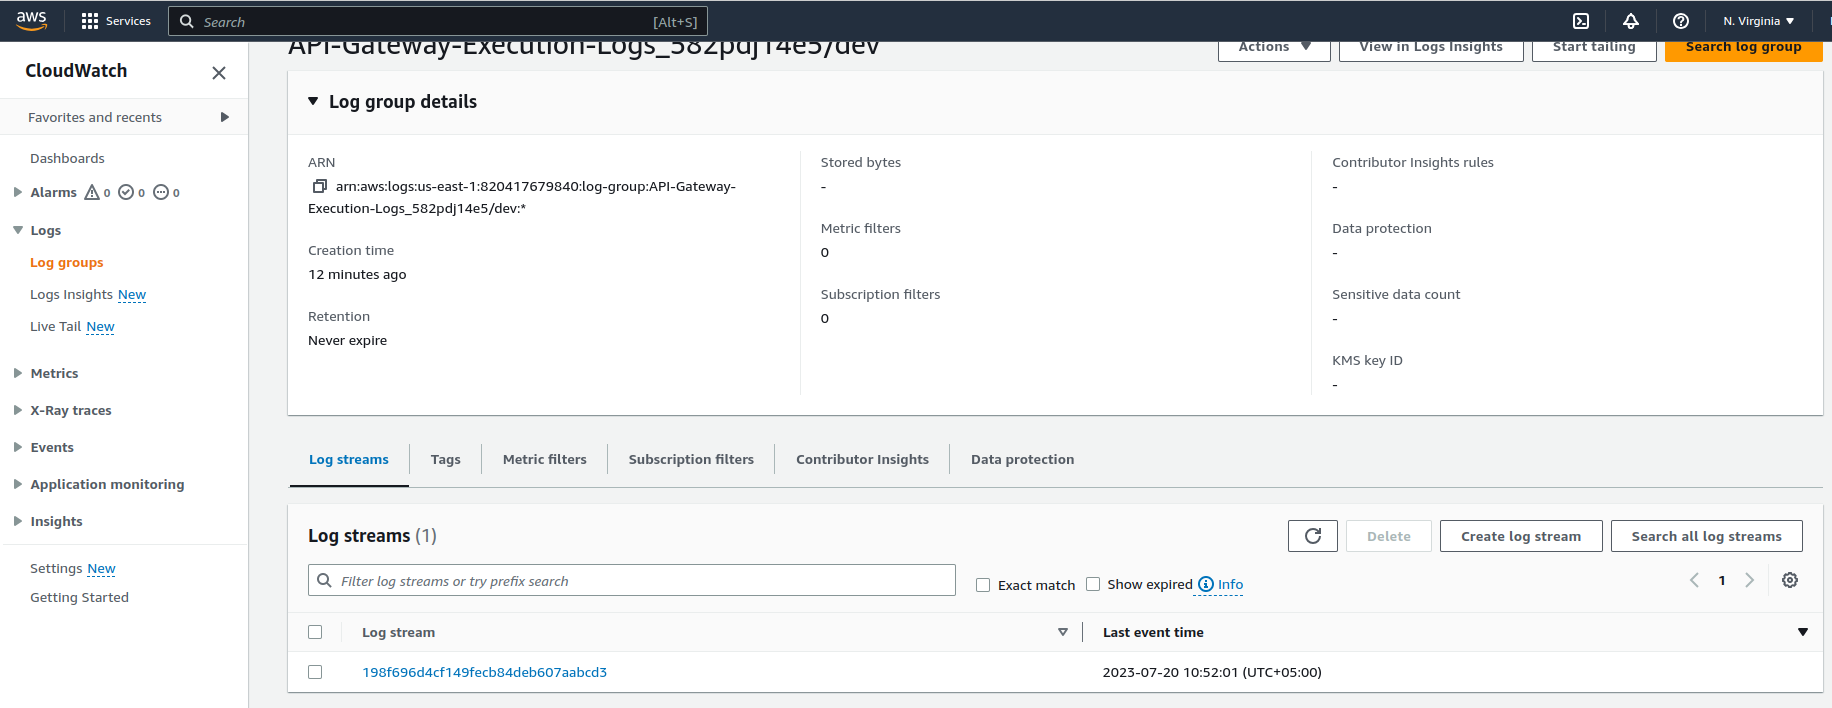 aws
Services
Search
[Alt+S]
N. Virginia
CloudWatch
Favorites and recents
Dashboards
Alarms 0 0 0
Logs
Log groups
Logs Insights New
Live Tail New
Metrics
X-Ray traces
Events
Application monitoring
Insights
Settings New
Getting Started
API-Gateway-Execution-Logs_582pdj14e5/dev
Actions
View in Logs Insights
Start tailing
Search log group
Log group details
ARN
arn:aws:logs:us-east-1:820417679840:log-group:API-Gateway-
Execution-Logs_582pdj14e5/dev:*
Creation time
12 minutes ago
Retention
Never expire
Stored bytes
-
Metric filters
0
Subscription filters
0
Contributor Insights rules
-
Data protection
-
Sensitive data count
-
KMS key ID
-
Log streams
Tags
Metric filters
Subscription filters
Contributor Insights
Data protection
Log streams (1)
Delete
Create log stream
Search all log streams
Filter log streams or try prefix search
Exact match
Show expired
Info
1
Log stream
Last event time
198f696d4cf149fecb84deb607aabcd3
2023-07-20 10:52:01 (UTC+05:00)